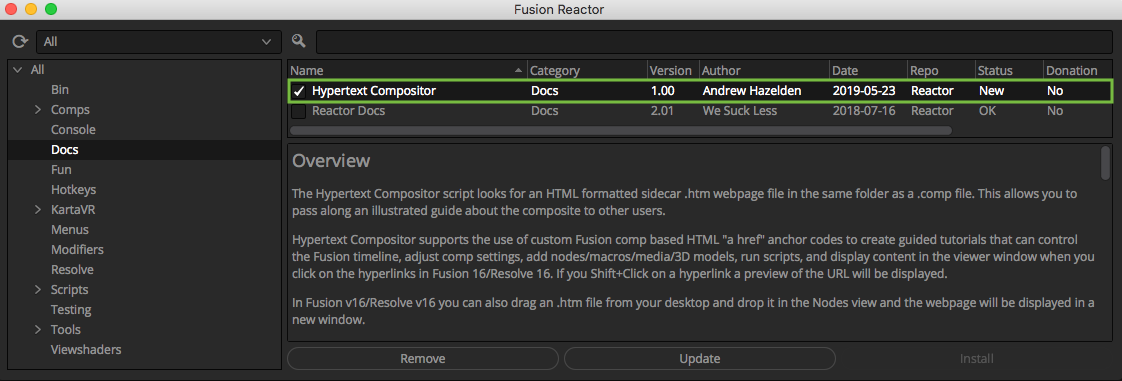 Fusion Reactor
All
All
Bin
Comps
Console
Docs
Fun
Hotkeys
KartaVR
Menus
Modifiers
Resolve
Scripts
Testing
Tools
Viewshaders
Name Category Version Author Date Repo Status Donation
Hypertext Compositor Docs 1.00 Andrew Hazelden 2019-05-23 Reactor New No
Reactor Docs Docs 2.01 We Suck Less 2018-07-16 Reactor OK No
Overview
The Hypertext Compositor script looks for an HTML formatted sidecar .htm webpage file in the same folder as a .comp file. This allows you to
pass along an illustrated guide about the composite to other users.
Hypertext Compositor supports the use of custom Fusion comp based HTML "a href" anchor codes to create guided tutorials that can control
the Fusion timeline, adjust comp settings, add nodes/macros/media/3D models, run scripts, and display content in the viewer window when you
click on the hyperlinks in Fusion 16/Resolve 16. If you Shift+Click on a hyperlink a preview of the URL will be displayed.
In Fusion v16/Resolve v16 you can also drag an .htm file from your desktop and drop it in the Nodes view and the webpage will be displayed in a
new window.
Remove Update Install